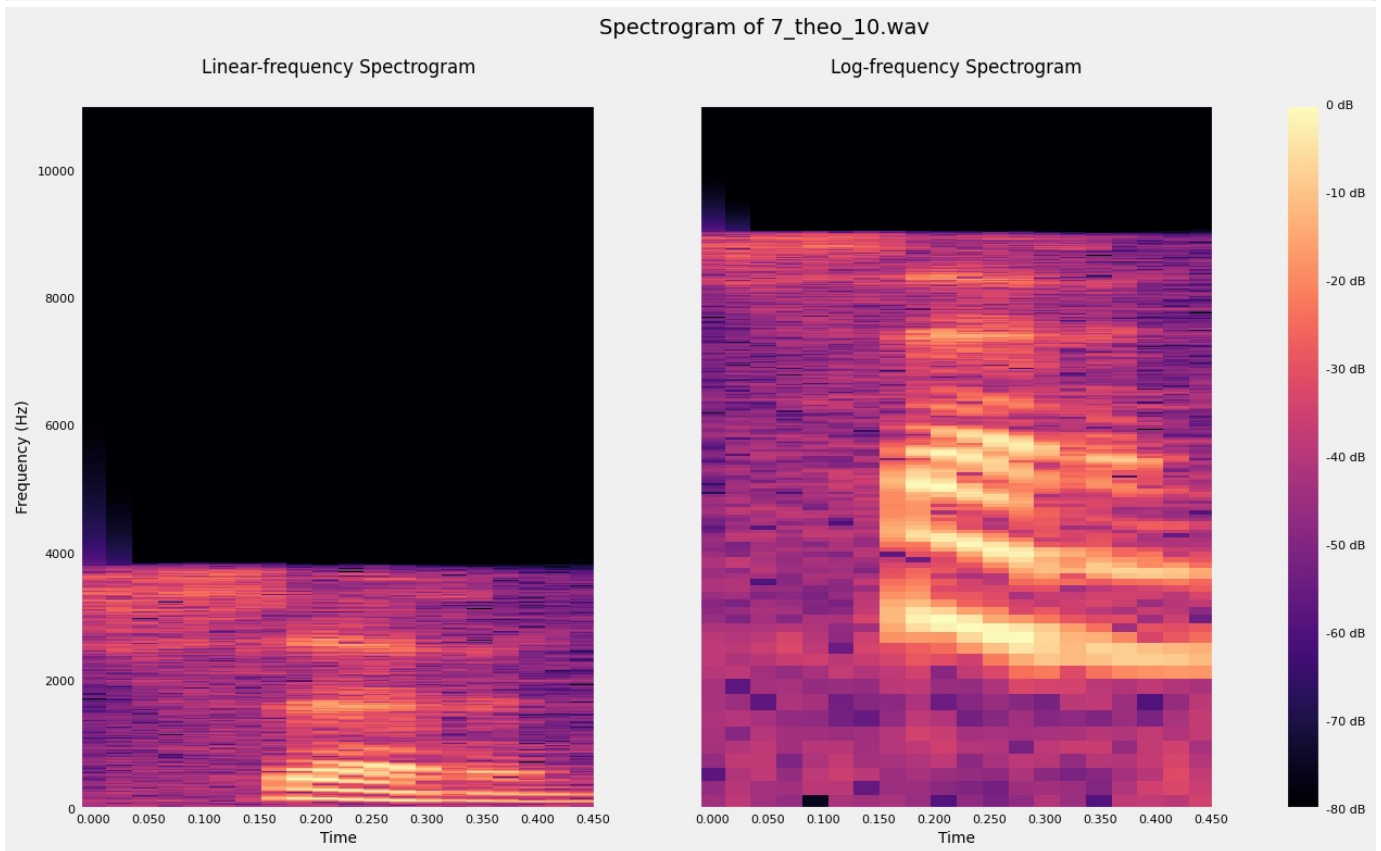 Spectrogram of 7_theo_10.wav
Linear-frequency Spectrogram
Log-frequency Spectrogram
Frequency (Hz)
10000
8000
6000
4000
2000
0
0.000 0.050 0.100 0.150 0.200 0.250 0.300 0.350 0.400 0.450
Time
0.000 0.050 0.100 0.150 0.200 0.250 0.300 0.350 0.400 0.450
Time
0 dB
-10 dB
-20 dB
-30 dB
-40 dB
-50 dB
-60 dB
-70 dB
-80 dB